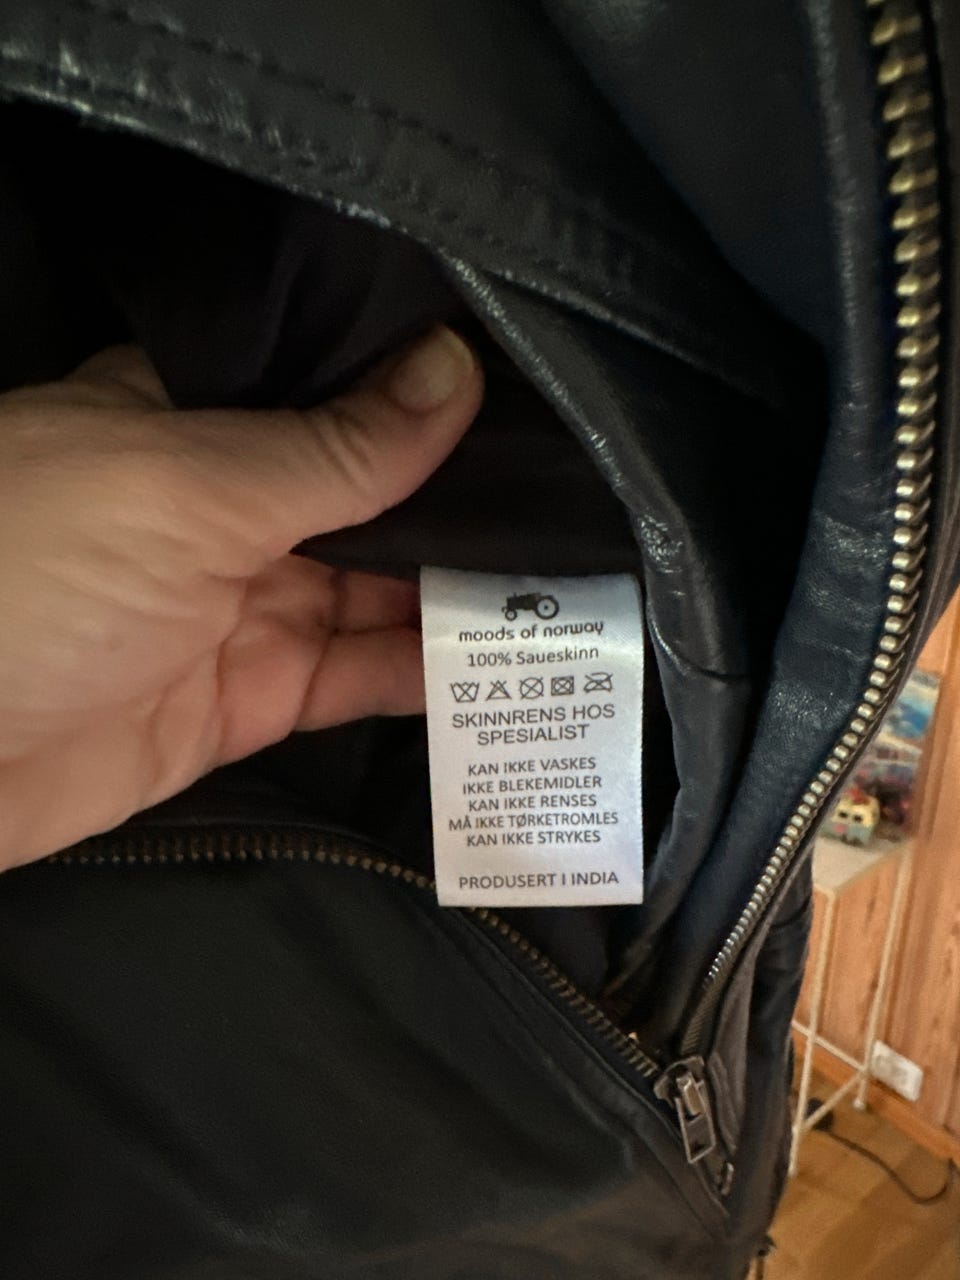 moods of norway
100% Saueskinn
SKINNRENS HOS
SPESIALIST
KAN IKKE VASKES
IKKE BLEKEMIDLER
KAN IKKE RENSES
MÅ IKKE TØRKETROMLES
KAN IKKE STRYKES
PRODUSERT I INDIA